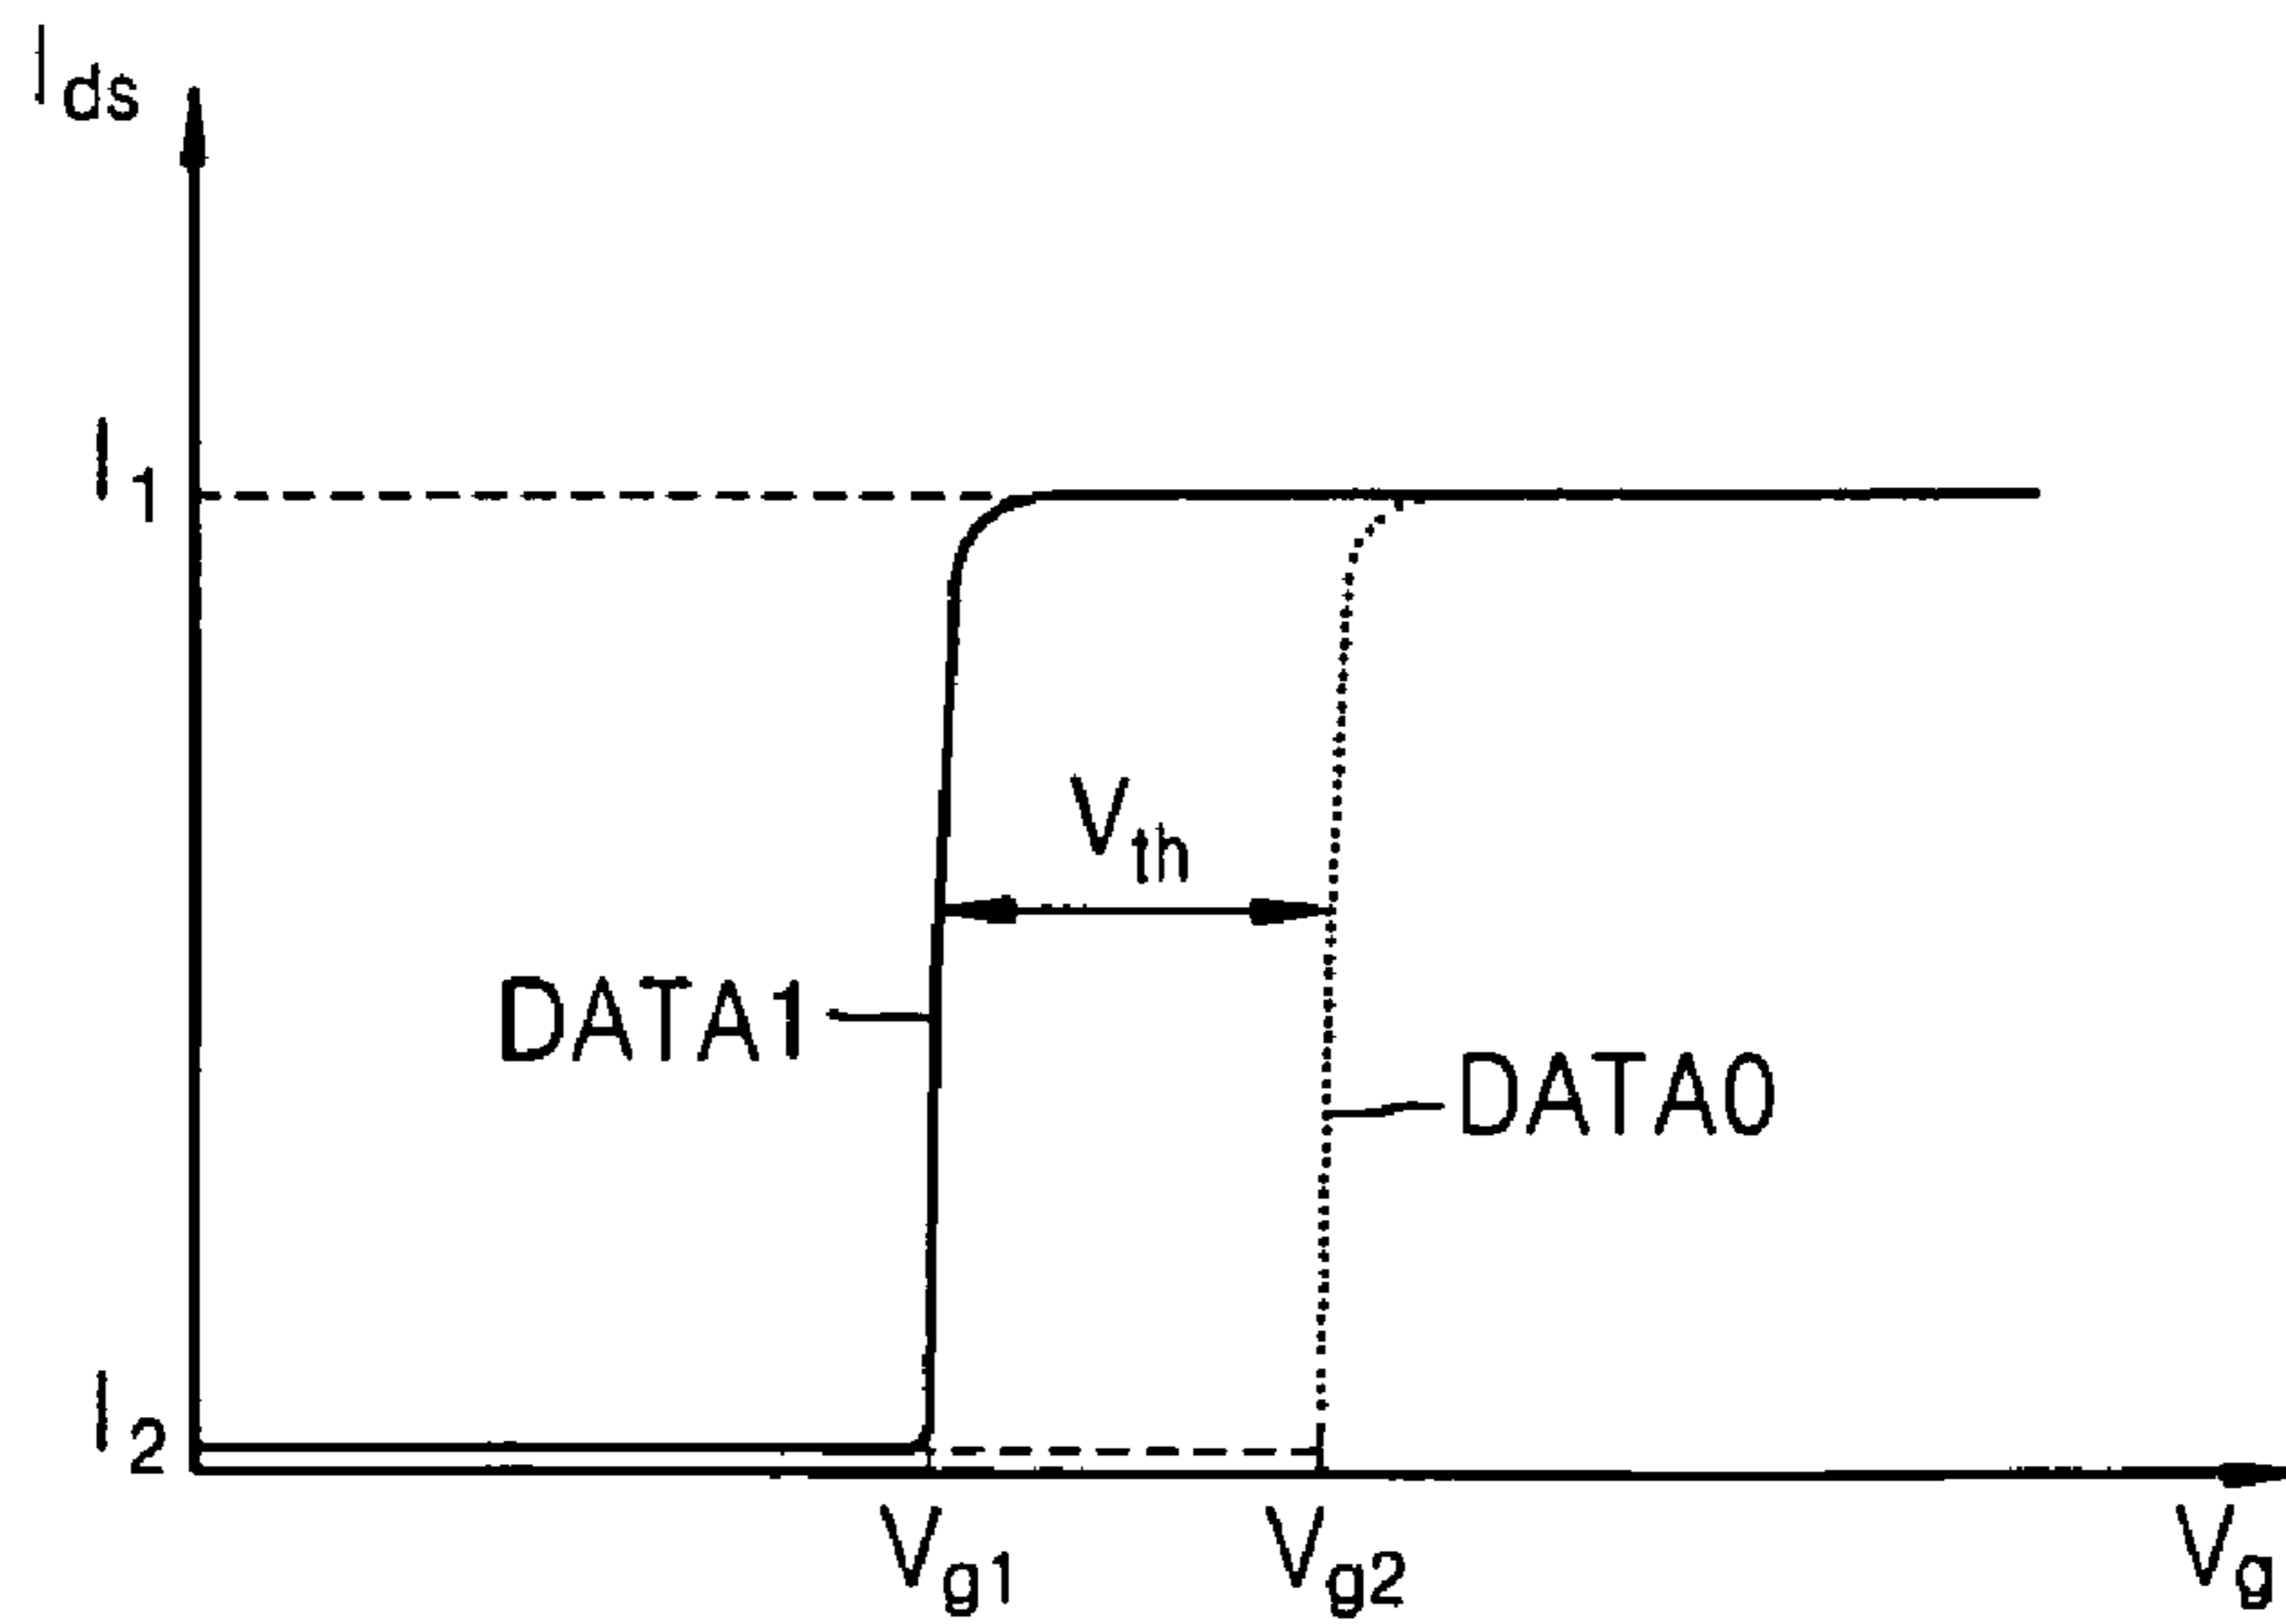 Ids
I1
Vth
DATA1
DATA0
I2
Vg1 Vg2 Vg